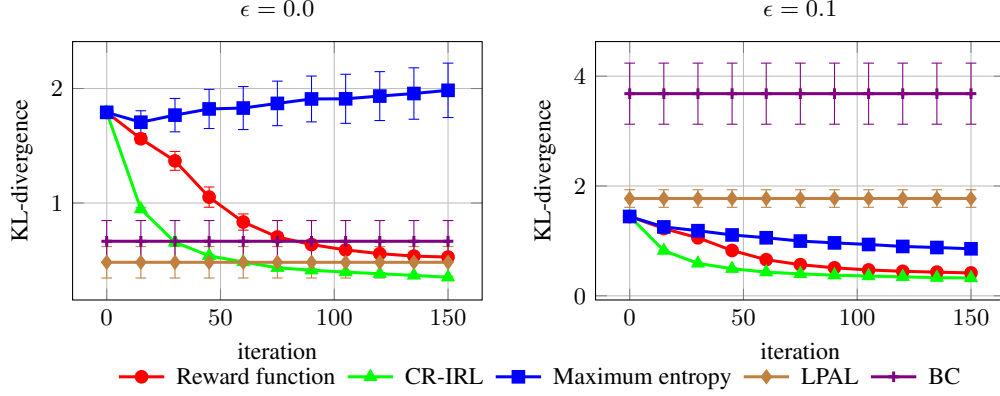 ϵ = 0.0
KL-divergence
2
1
0
50
100
150
iteration
ϵ = 0.1
KL-divergence
4
2
0
0
50
100
150
iteration
Reward function CR-IRL Maximum entropy LPAL BC